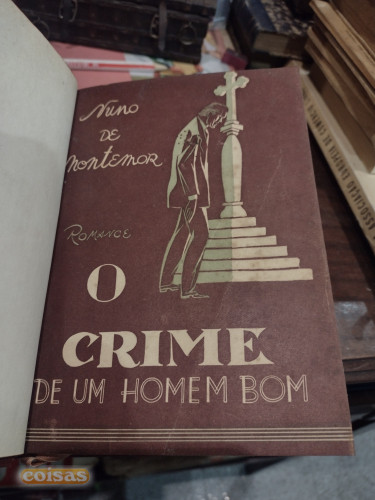 Nuno
DE
Montemor
ROMANCE
O
CRIME
DE UM HOMEM BOM
coisas